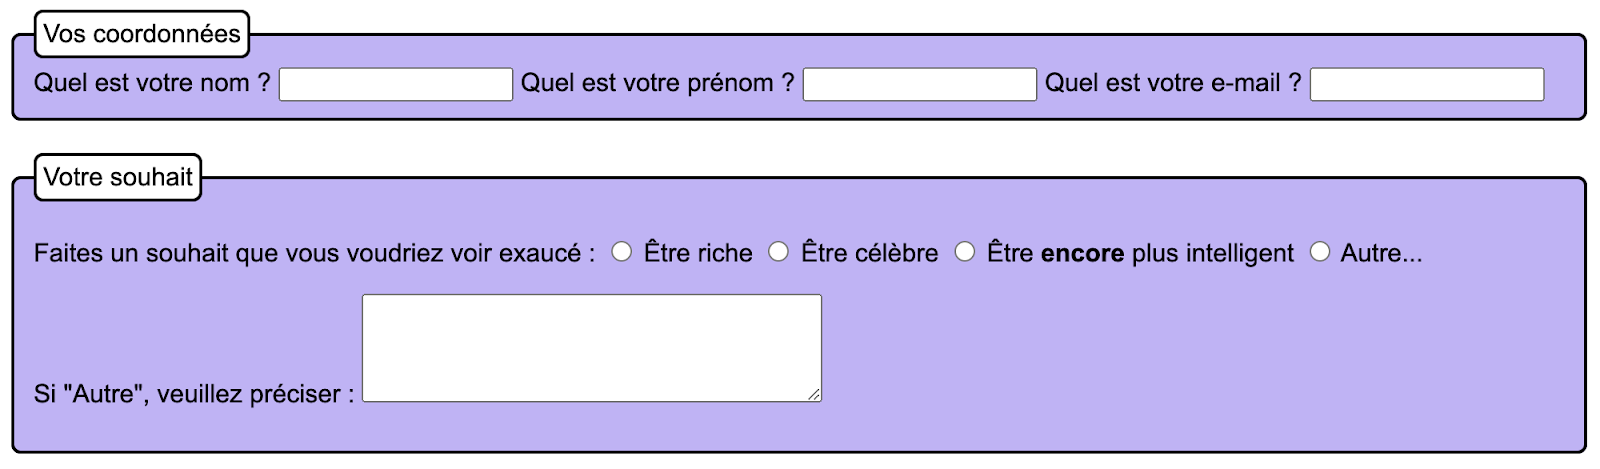 Vos coordonnées
Quel est votre nom ? Quel est votre prénom ? Quel est votre e-mail ?
Votre souhait
Faites un souhait que vous voudriez voir exaucé : Être riche Être célèbre Être encore plus intelligent Autre...
Si "Autre", veuillez préciser :